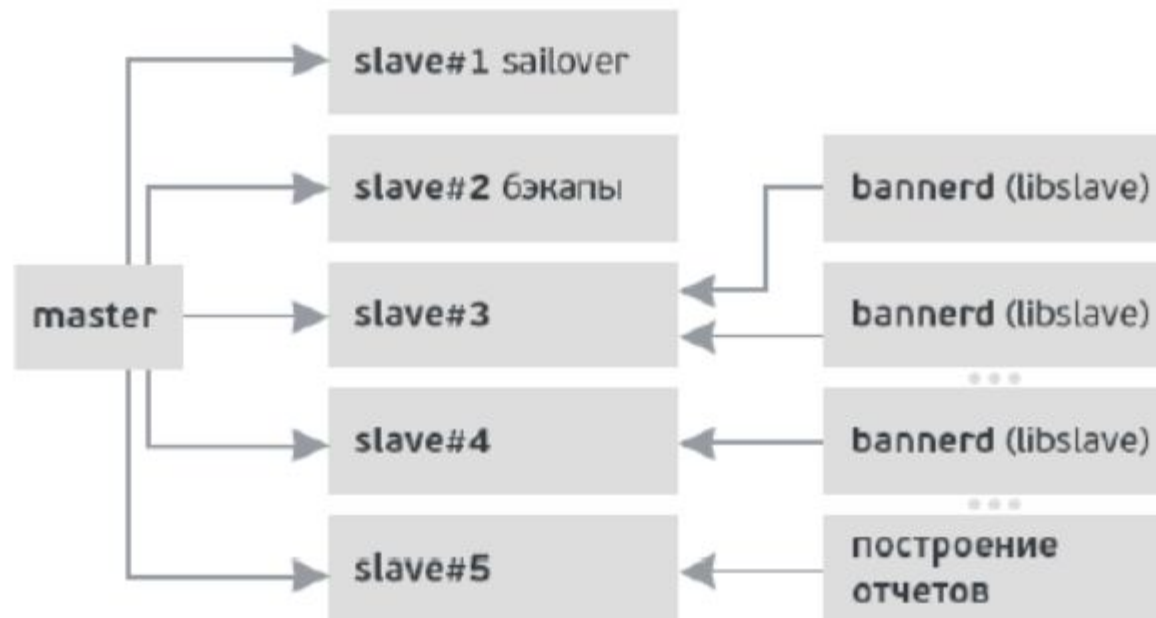 slave#1 sailover
slave#2 бэкапы
bannerd (libslave)
master
slave#3
bannerd (libslave)
slave#4
bannerd (libslave)
slave#5
построение
отчетов